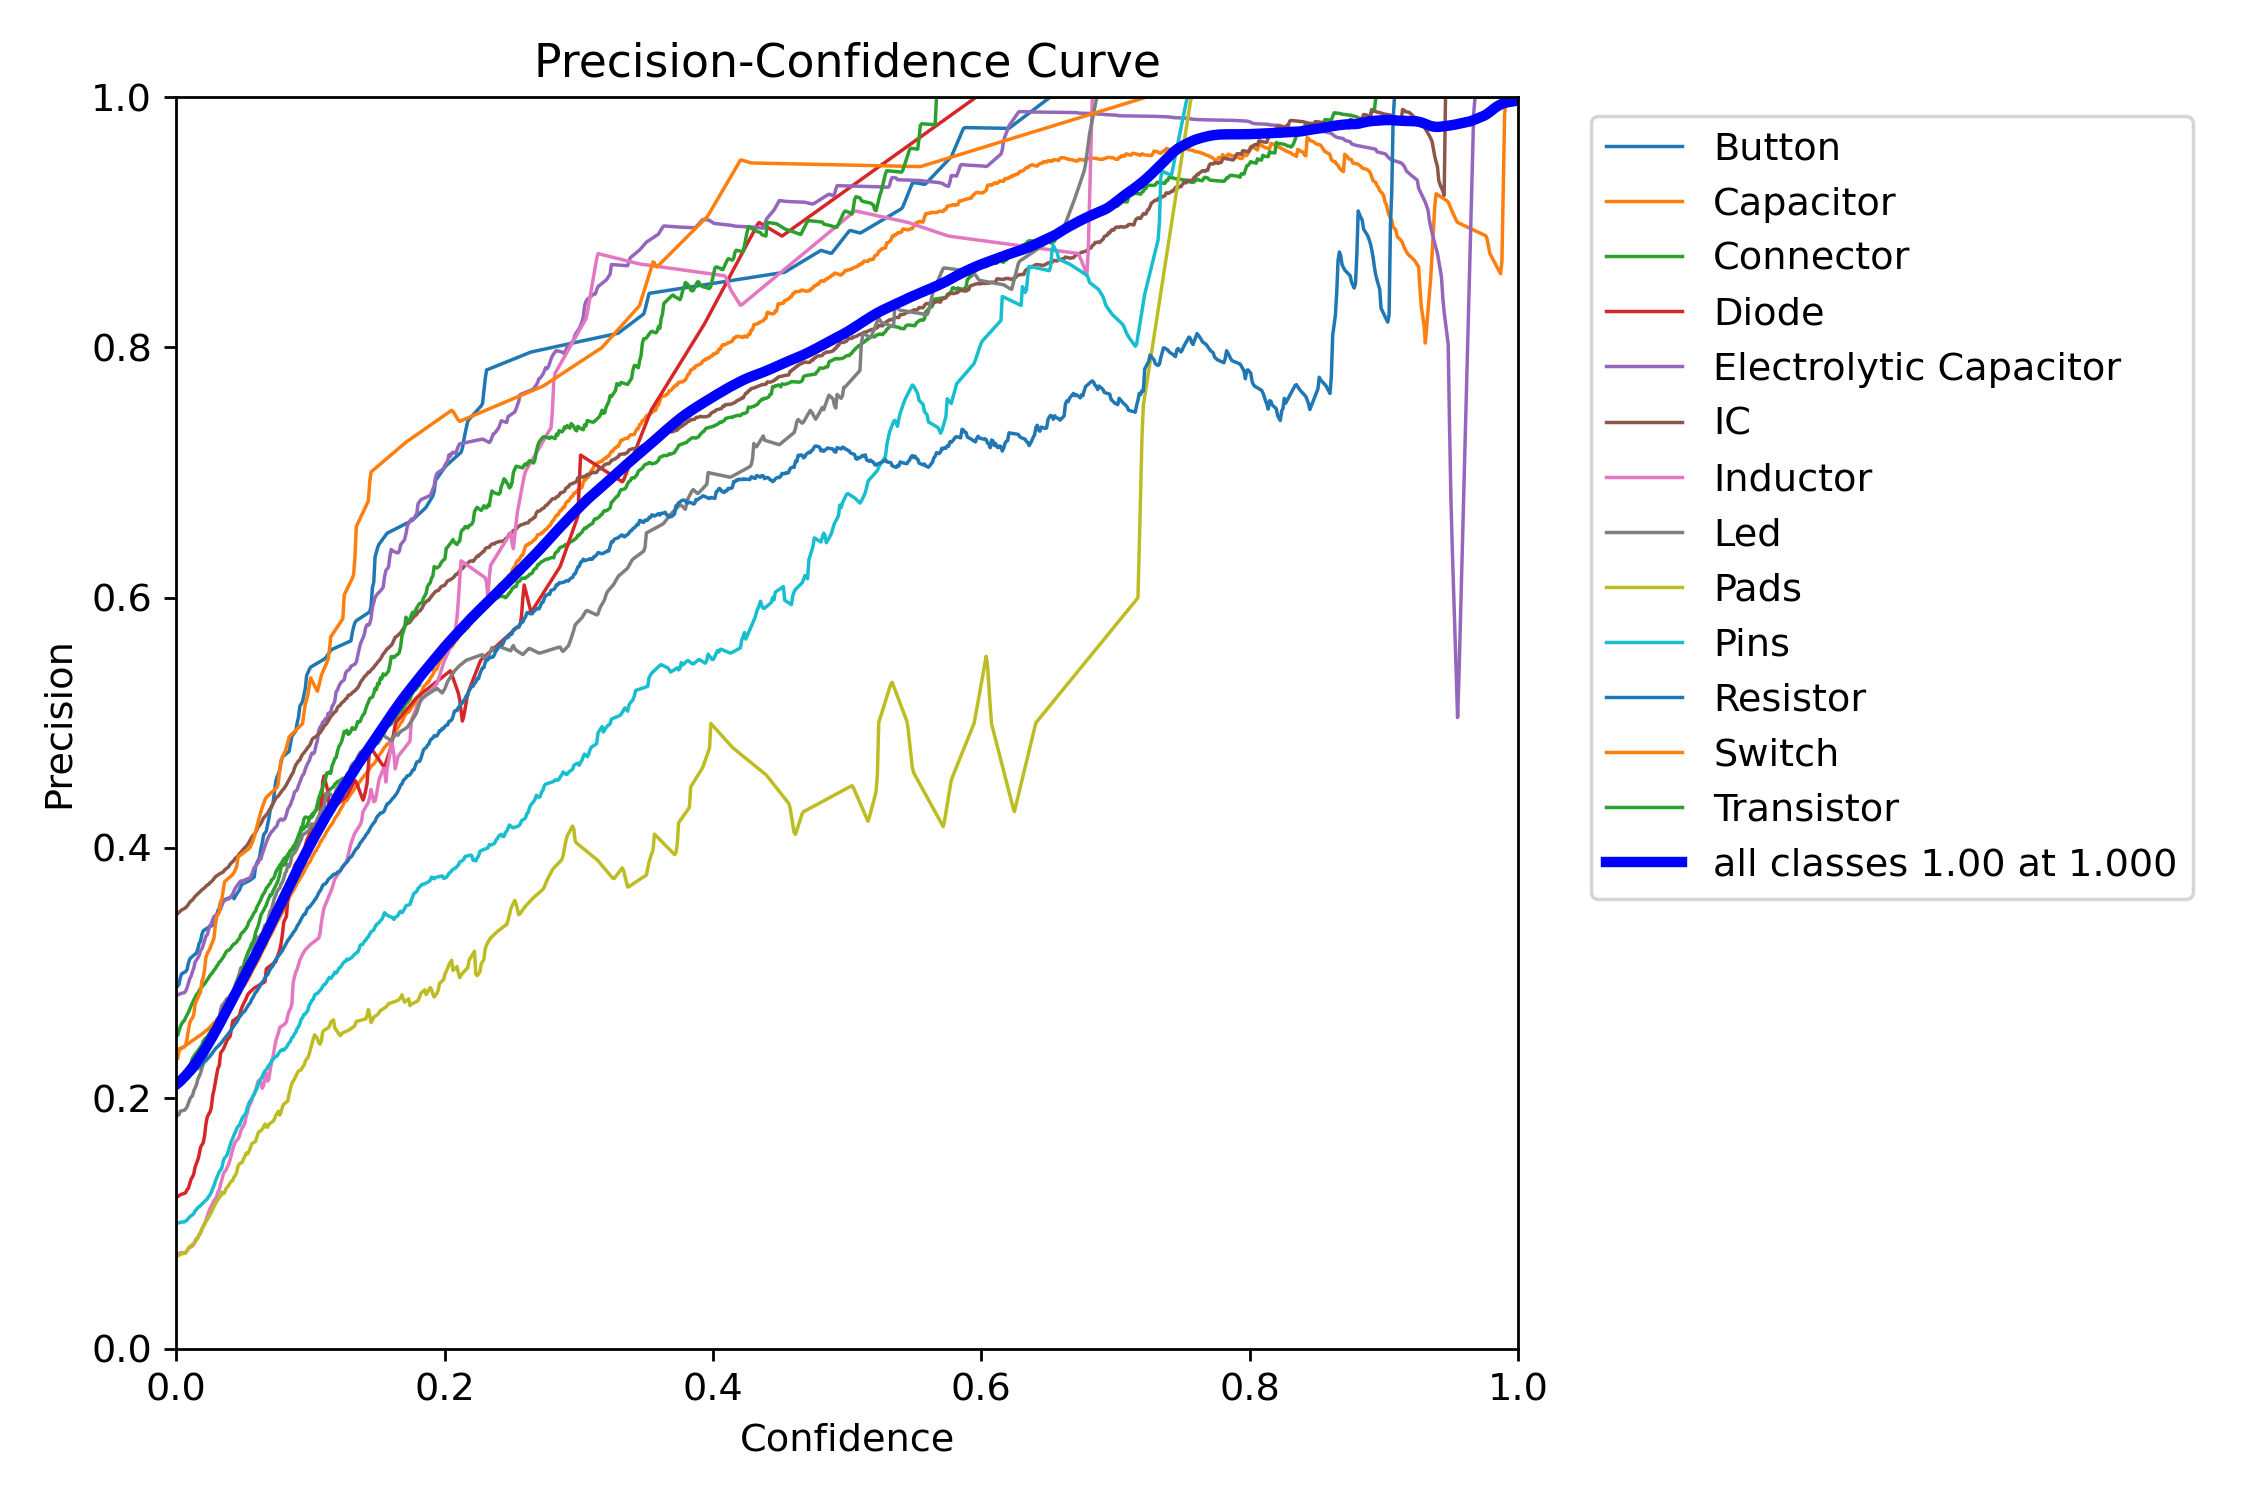 Precision-Confidence Curve
1.0
0.8
0.6
0.4
0.2
0.0
Precision
0.0 0.2 0.4 0.6 0.8 1.0
Confidence
Button
Capacitor
Connector
Diode
Electrolytic Capacitor
IC
Inductor
Led
Pads
Pins
Resistor
Switch
Transistor
all classes 1.00 at 1.000